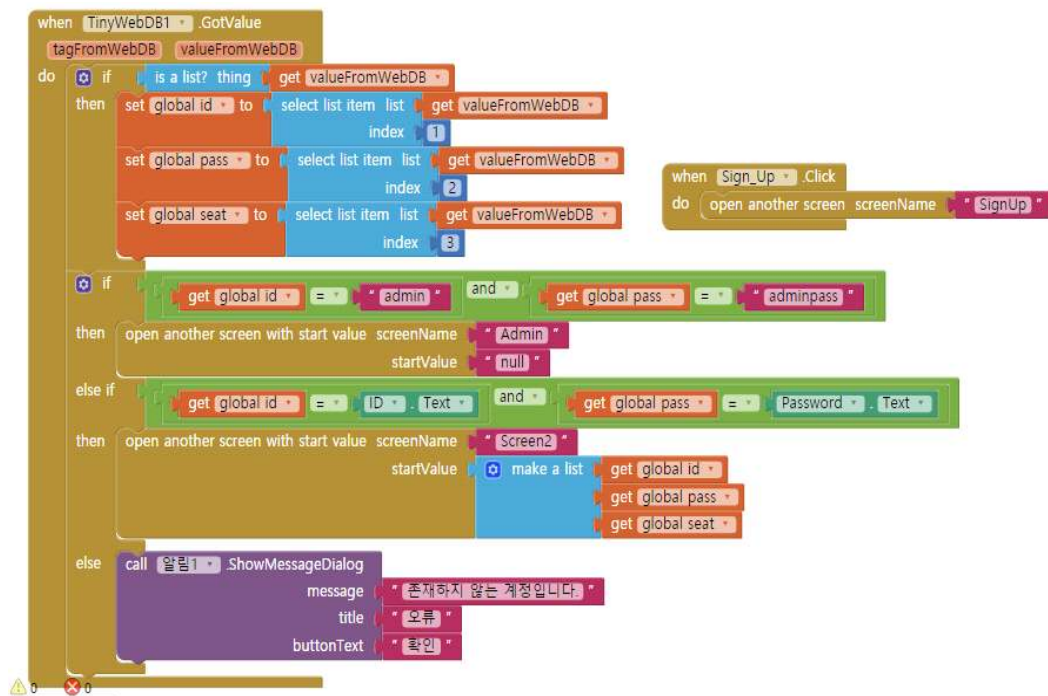 when TinyWebDB1 .GotValue
tagFromWebDB valueFromWebDB
do if is a list? thing get valueFromWebDB
then set global id to select list item list get valueFromWebDB
index 1
set global pass to select list item list get valueFromWebDB
index 2
set global seat to select list item list get valueFromWebDB
index 3
when Sign_Up .Click
do open another screen screenName " SignUp "
if get global id = " admin " and get global pass = " adminpass "
then open another screen with start value screenName " Admin "
startValue " null "
else if get global id = ID . Text and get global pass = Password . Text
then open another screen with start value screenName " Screen2 "
startValue make a list get global id
get global pass
get global seat
else call 알림1 .ShowMessageDialog
message " 존재하지 않는 계정입니다. "
title " 오류 "
buttonText " 확인 "
0 0